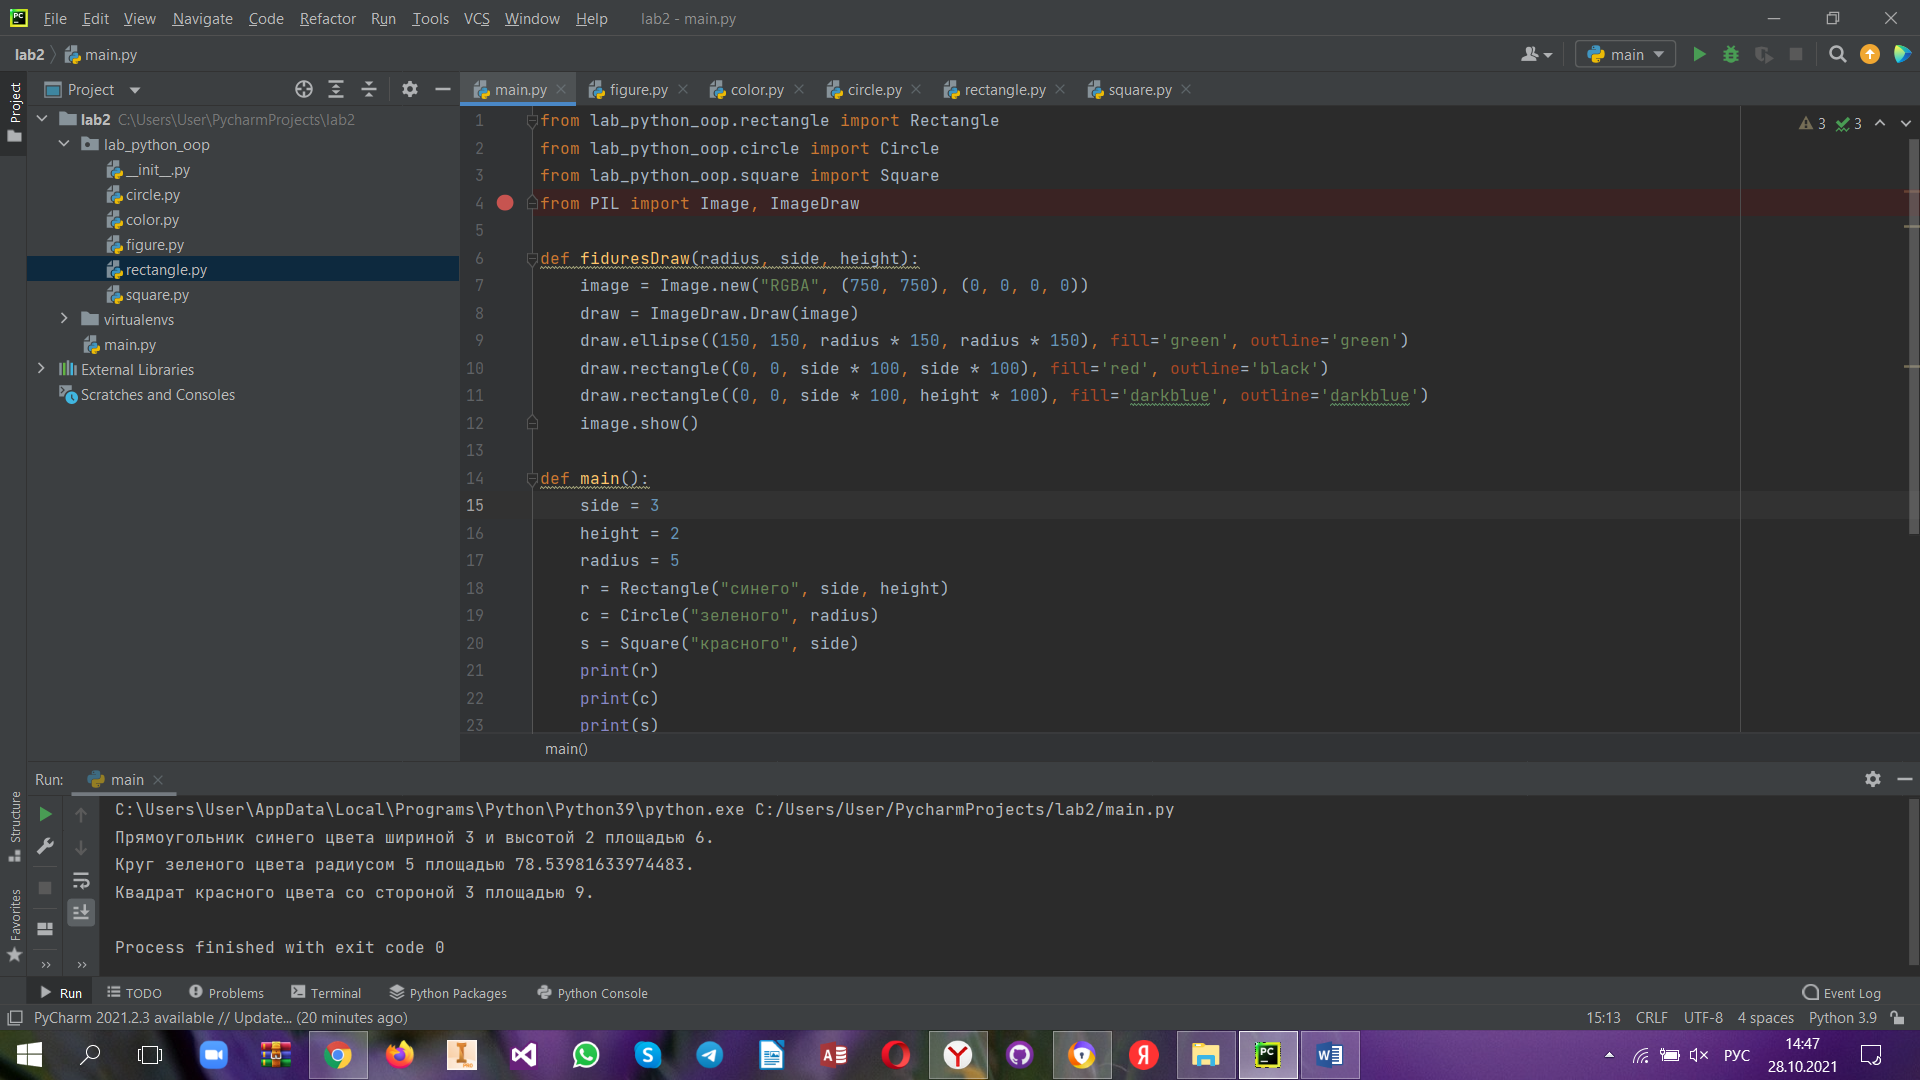 File Edit View Navigate Code Refactor Run Tools VCS Window Help lab2 - main.py
lab2 main.py main
Project
Project
main.py figure.py color.py circle.py rectangle.py square.py
lab2 C:\Users\User\PycharmProjects\lab2
lab_python_oop
__init__.py
circle.py
color.py
figure.py
rectangle.py
square.py
virtualenvs
main.py
External Libraries
Scratches and Consoles
3 3
1 from lab_python_oop.rectangle import Rectangle
2 from lab_python_oop.circle import Circle
3 from lab_python_oop.square import Square
4 from PIL import Image, ImageDraw
5
6 def fiduresDraw(radius, side, height):
7 image = Image.new("RGBA", (750, 750), (0, 0, 0, 0))
8 draw = ImageDraw.Draw(image)
9 draw.ellipse((150, 150, radius * 150, radius * 150), fill='green', outline='green')
10 draw.rectangle((0, 0, side * 100, side * 100), fill='red', outline='black')
11 draw.rectangle((0, 0, side * 100, height * 100), fill='darkblue', outline='darkblue')
12 image.show()
13
14 def main():
15 side = 3
16 height = 2
17 radius = 5
18 r = Rectangle("синего", side, height)
19 c = Circle("зеленого", radius)
20 s = Square("красного", side)
21 print(r)
22 print(c)
23 print(s)
main()
Run: main
C:\Users\User\AppData\Local\Programs\Python\Python39\python.exe C:/Users/User/PycharmProjects/lab2/main.py
Прямоугольник синего цвета шириной 3 и высотой 2 площадью 6.
Круг зеленого цвета радиусом 5 площадью 78.53981633974483.
Квадрат красного цвета со стороной 3 площадью 9.
Process finished with exit code 0
Structure
Favorites
Run TODO Problems Terminal Python Packages Python Console Event Log
PyCharm 2021.2.3 available // Update... (20 minutes ago) 15:13 CRLF UTF-8 4 spaces Python 3.9
РУС 14:47
28.10.2021